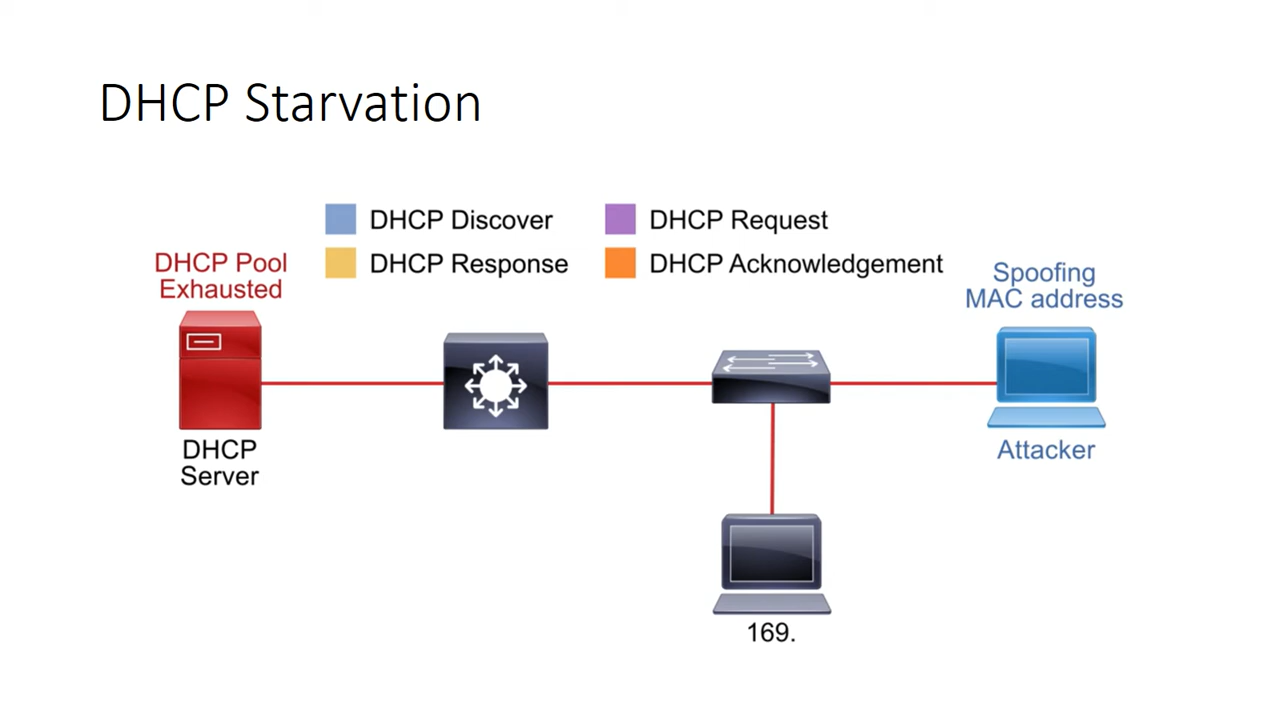 DHCP Starvation
DHCP Discover
DHCP Request
DHCP Response
DHCP Acknowledgement
DHCP Pool
Exhausted
Spoofing
MAC address
DHCP
Server
Attacker
169.